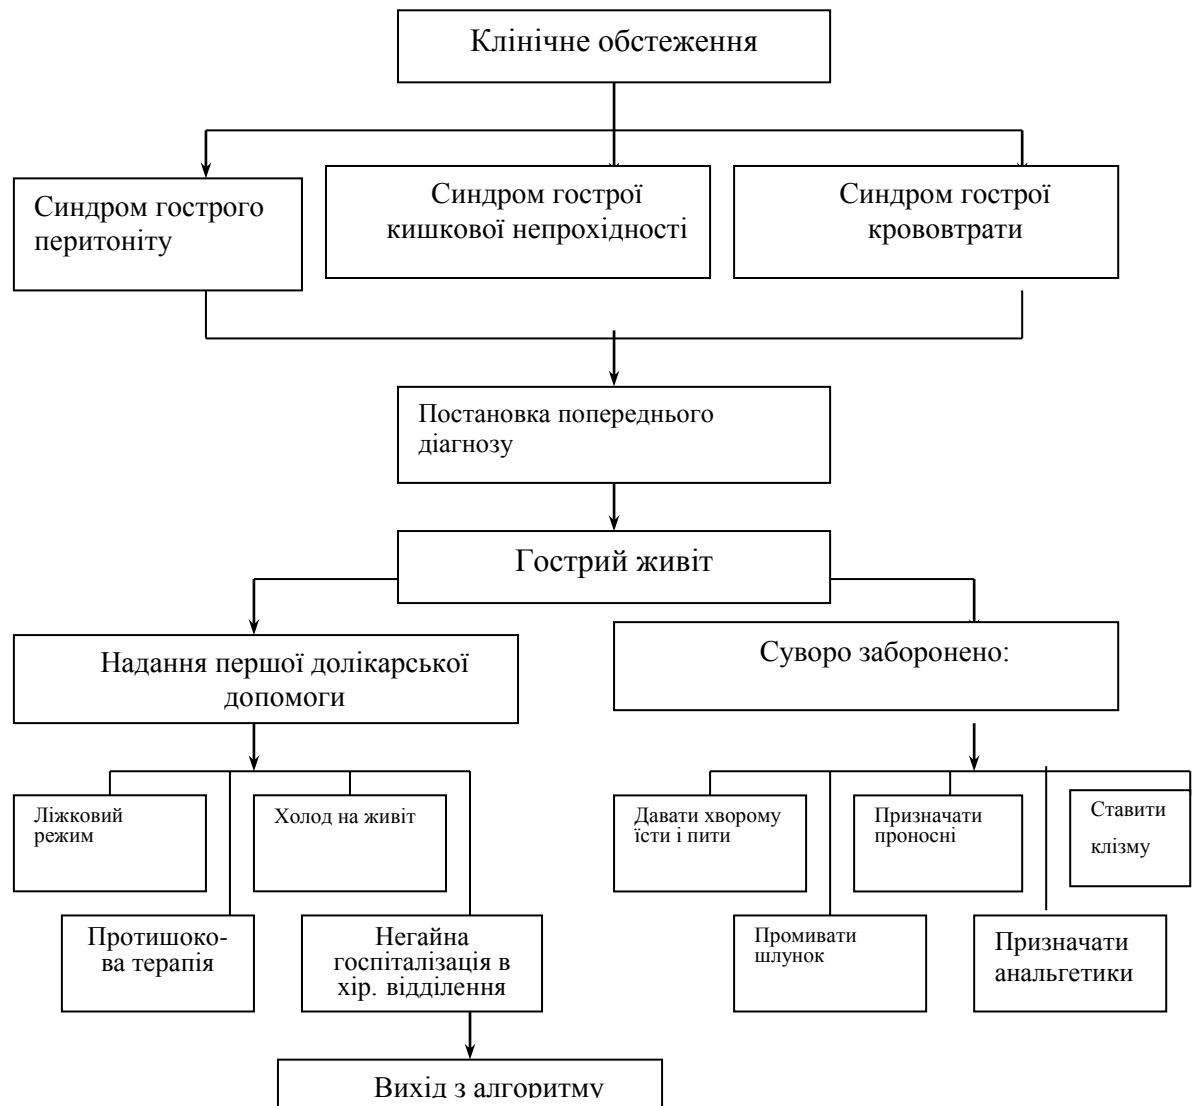 Клінічне обстеження
Синдром гострого
перитоніту
Синдром гострої
кишкової непрохідності
Синдром гострої
крововтрати
Постановка попереднього
діагнозу
Гострий живіт
Надання першої долікарської
допомоги
Суворо заборонено:
Ліжковий
режим
Холод на живіт
Давати хворому
їсти і пити
Призначати
проносні
Ставити
клізму
Протишоко-
ва терапія
Негайна
госпіталізація в
хір. відділення
Промивати
шлунок
Призначати
анальгетики
Вихід з алгоритму